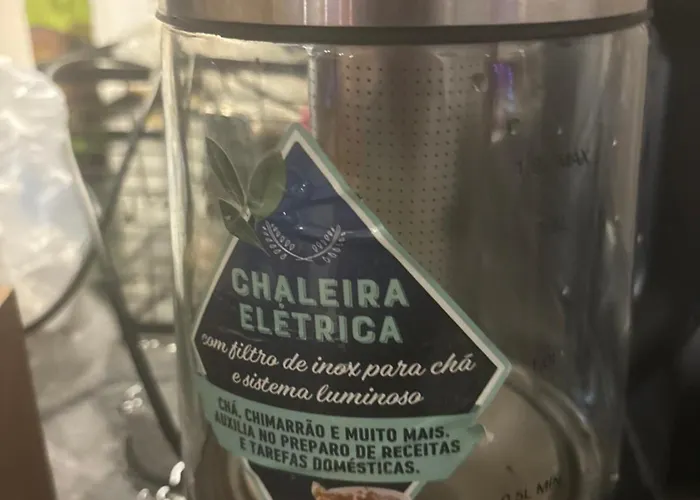 CHALEIRA
ELÉTRICA
com filtro de inox para chá
e sistema luminoso
CHÁ, CHIMARRÃO E MUITO MAIS.
AUXILIA NO PREPARO DE RECEITAS
E TAREFAS DOMÉSTICAS.